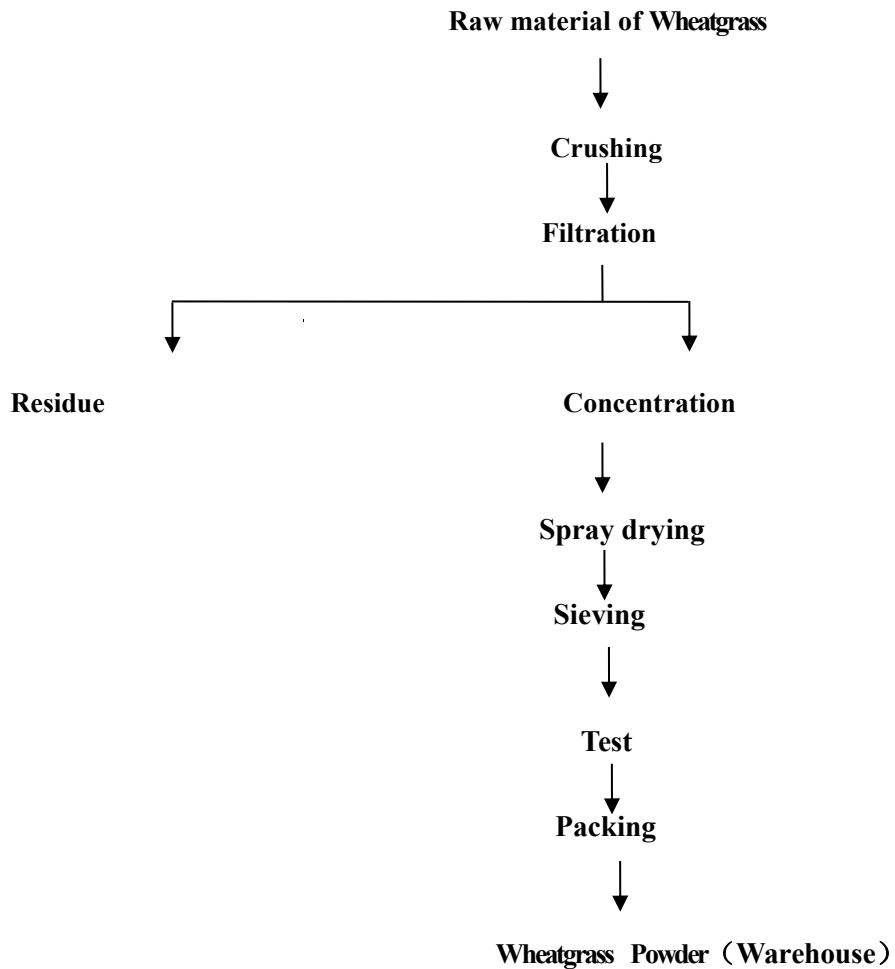 Raw material of Wheatgrass
Crushing
Filtration
Residue Concentration
Spray drying
Sieving
Test
Packing
Wheatgrass Powder（Warehouse）